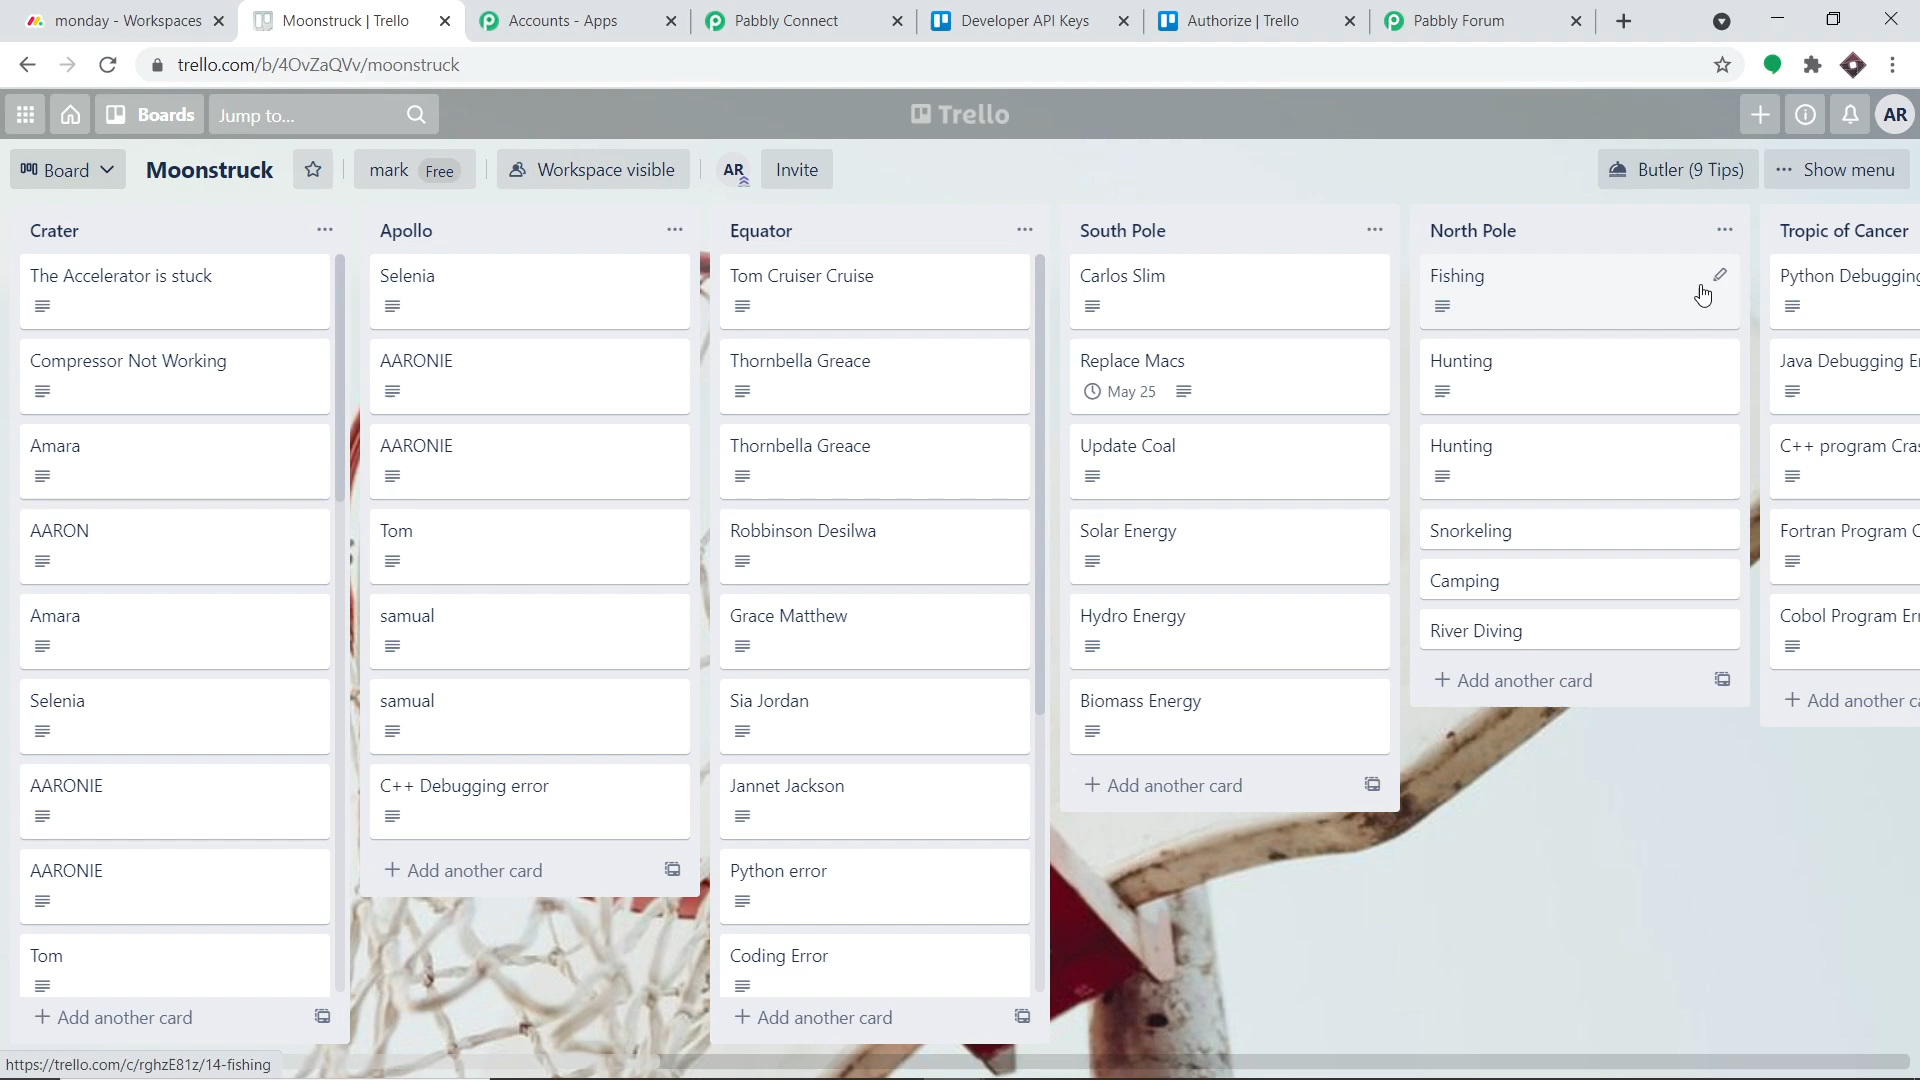 monday - Workspaces
Moonstruck | Trello
Accounts - Apps
Pabbly Connect
Developer API Keys
Authorize | Trello
Pabbly Forum
trello.com/b/4OvZaQVv/moonstruck
Boards
Jump to...
Trello
AR
Board
Moonstruck
mark Free
Workspace visible
AR
Invite
Butler (9 Tips)
Show menu
Crater
The Accelerator is stuck
Compressor Not Working
Amara
AARON
Amara
Selenia
AARONIE
AARONIE
Tom
+ Add another card
Apollo
Selenia
AARONIE
AARONIE
Tom
samual
samual
C++ Debugging error
+ Add another card
Equator
Tom Cruiser Cruise
Thornbella Greace
Thornbella Greace
Robbinson Desilwa
Grace Matthew
Sia Jordan
Jannet Jackson
Python error
Coding Error
+ Add another card
South Pole
Carlos Slim
Replace Macs
May 25
Update Coal
Solar Energy
Hydro Energy
Biomass Energy
+ Add another card
North Pole
Fishing
Hunting
Hunting
Snorkeling
Camping
River Diving
+ Add another card
Tropic of Cancer
Python Debugging
Java Debugging
C++ program
Fortran Program
Cobol Program
+ Add another
https://trello.com/c/rghzE81z/14-fishing